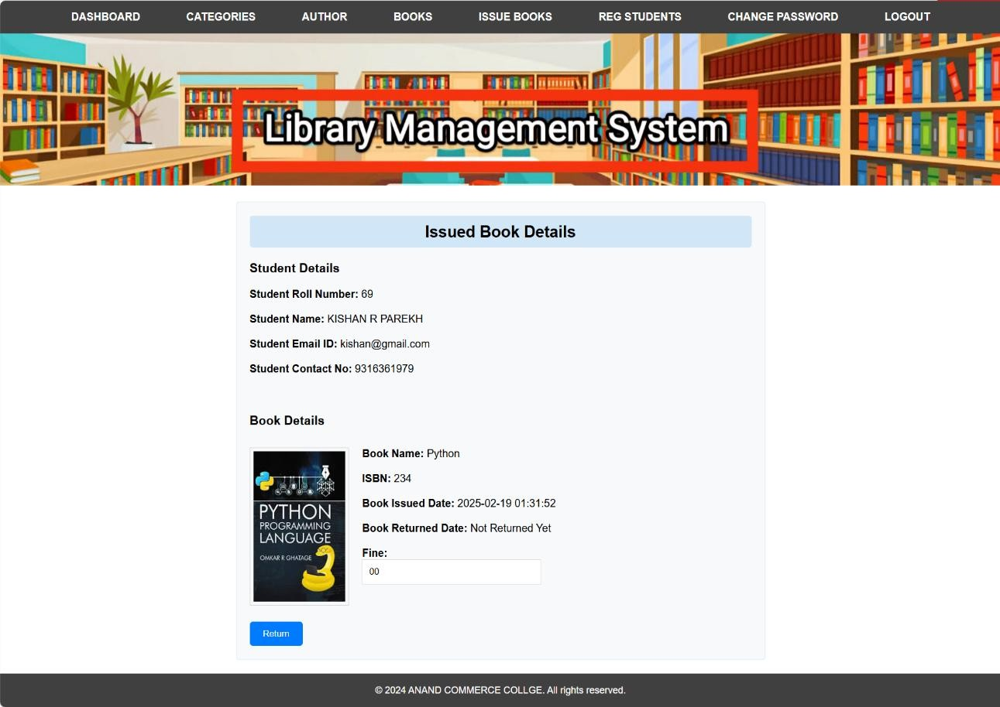 DASHBOARD CATEGORIES AUTHOR BOOKS ISSUE BOOKS REG STUDENTS CHANGE PASSWORD LOGOUT
Library Management System
Issued Book Details
Student Details
Student Roll Number: 69
Student Name: KISHAN R PAREKH
Student Email ID: kishan@gmail.com
Student Contact No: 9316361979
Book Details
PYTHON
PROGRAMMING
LANGUAGE
OMKAR R GHATAGE
Book Name: Python
ISBN: 234
Book Issued Date: 2025-02-19 01:31:52
Book Returned Date: Not Returned Yet
Fine:
00
Return
© 2024 ANAND COMMERCE COLLGE. All rights reserved.